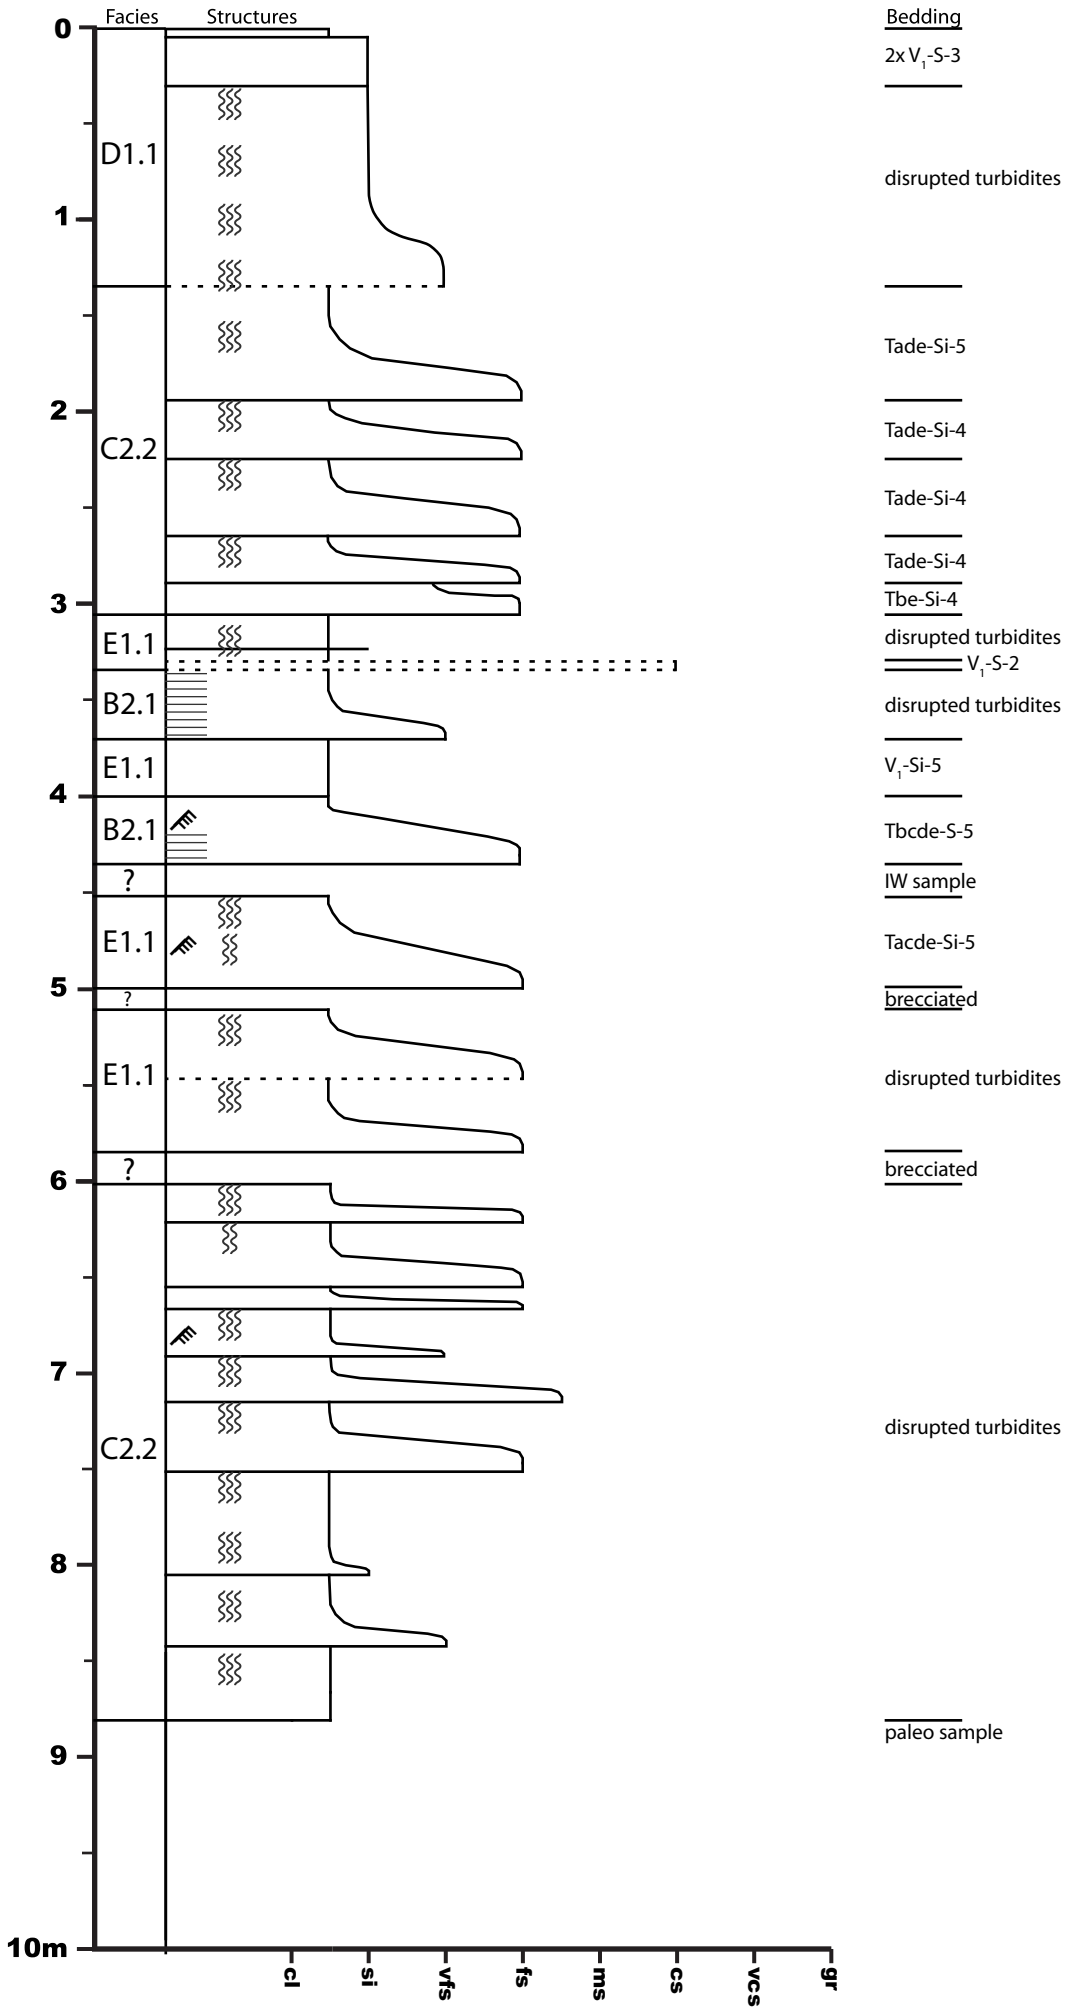 Facies Structures Bedding
0
2x V₁-S-3
D1.1
disrupted turbidites
1
Tade-Si-5
2
Tade-Si-4
C2.2
Tade-Si-4
Tade-Si-4
3
Tbe-Si-4
E1.1
disrupted turbidites
V₁-S-2
B2.1
disrupted turbidites
E1.1
V₁-Si-5
4
B2.1
Tbcde-S-5
?
IW sample
E1.1
Tacde-Si-5
5
?
brecciated
E1.1
disrupted turbidites
6
?
brecciated
7
disrupted turbidites
C2.2
8
paleo sample
9
10m
cl si vfs fs ms cs vcs gr